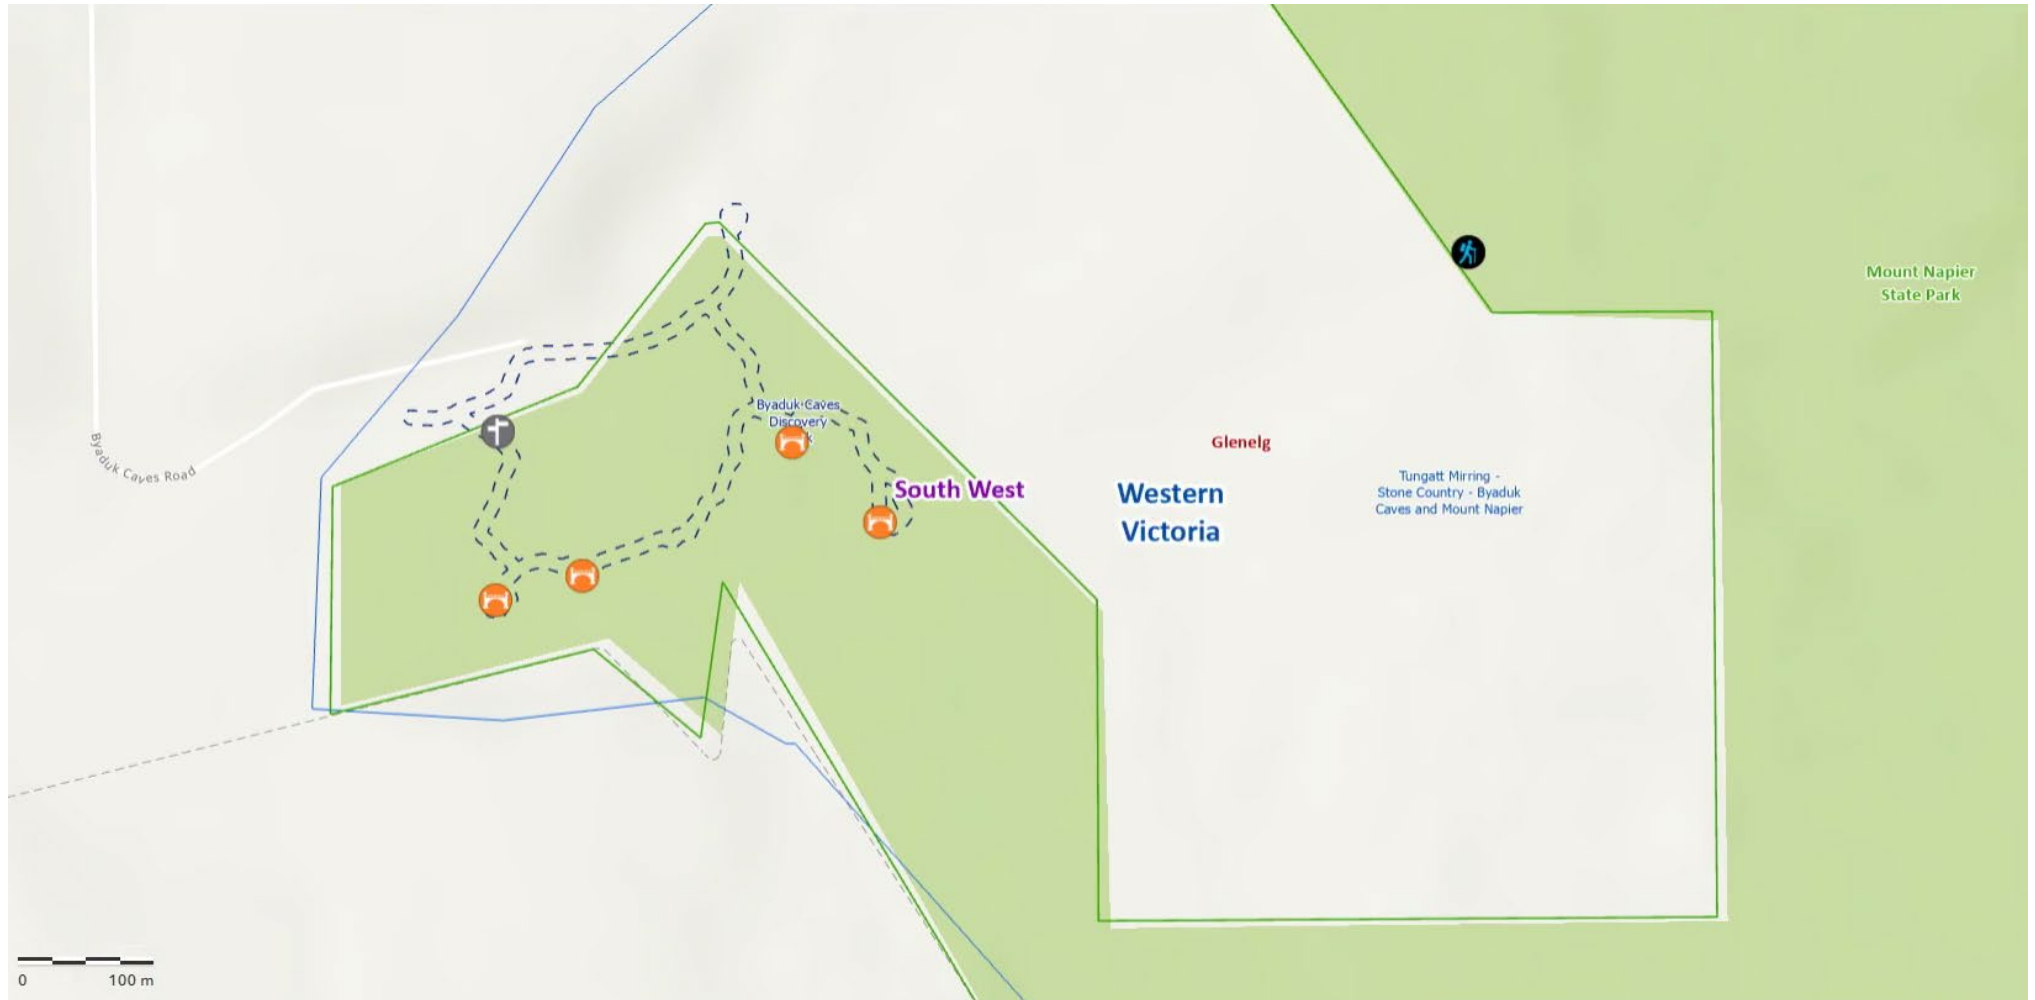 Mount Napier
State Park
Byaduk Caves
Discovery
Glenelg
Byaduk Caves Road
South West
Western
Victoria
Tungatt Mirring -
Stone Country - Byaduk
Caves and Mount Napier
0 100 m